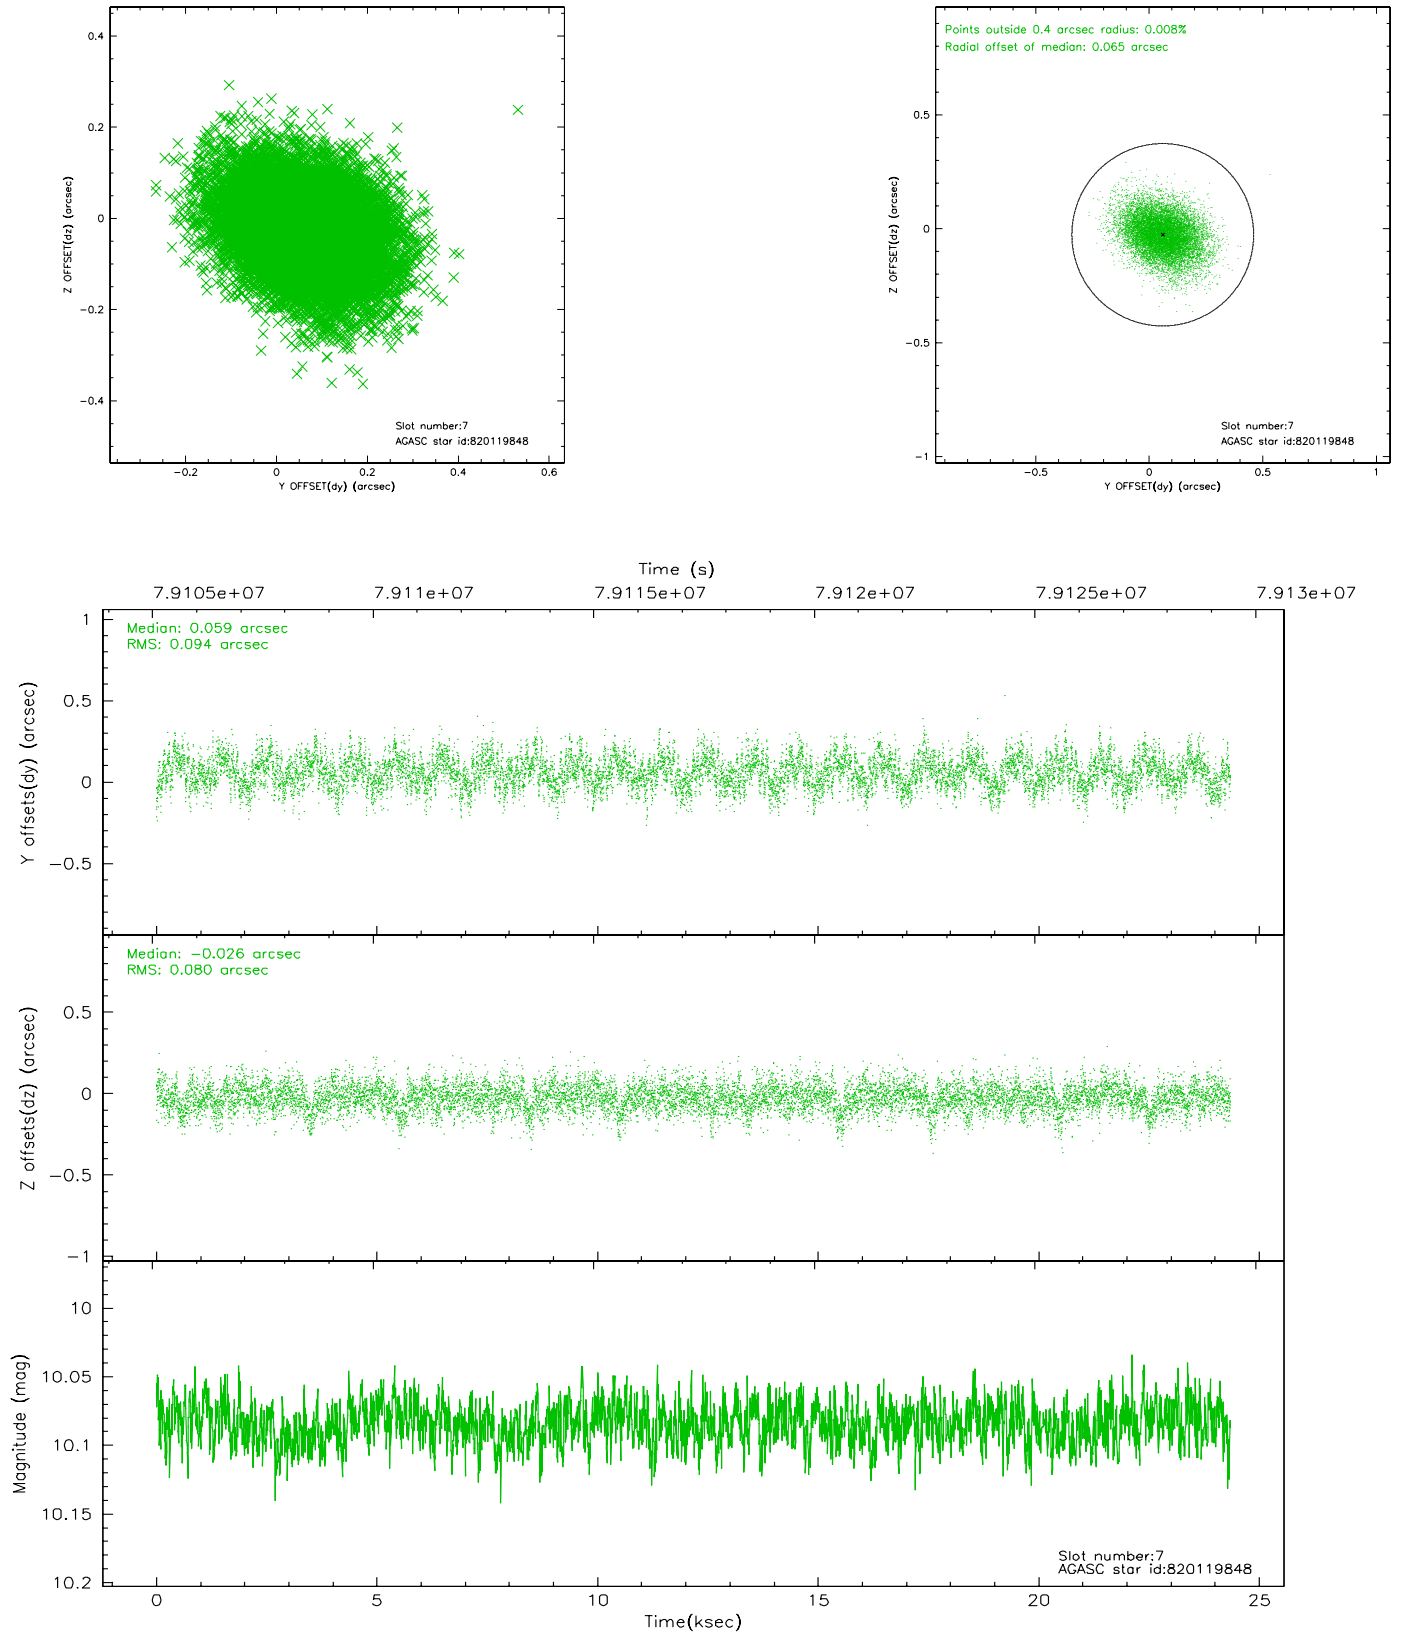 0.4
0.2
0
−0.2
−0.4
Z OFFSET(dz) (arcsec)
Slot number:7
AGASC star id:820119848
−0.2 0 0.2 0.4 0.6
Y OFFSET(dy) (arcsec)
Points outside 0.4 arcsec radius: 0.008%
Radial offset of median: 0.065 arcsec
0.5
0
−0.5
−1
Z OFFSET(dz) (arcsec)
Slot number:7
AGASC star id:820119848
−0.5 0 0.5 1
Y OFFSET(dy) (arcsec)
Time (s)
7.9105e+07 7.911e+07 7.9115e+07 7.912e+07 7.9125e+07 7.913e+07
Median: 0.059 arcsec
RMS: 0.094 arcsec
1
0.5
0
−0.5
Y offsets(dy) (arcsec)
Median: −0.026 arcsec
RMS: 0.080 arcsec
0.5
0
−0.5
−1
Z offsets(dz) (arcsec)
10
10.05
10.1
10.15
10.2
Magnitude (mag)
Slot number:7
AGASC star id:820119848
0 5 10 15 20 25
Time(ksec)